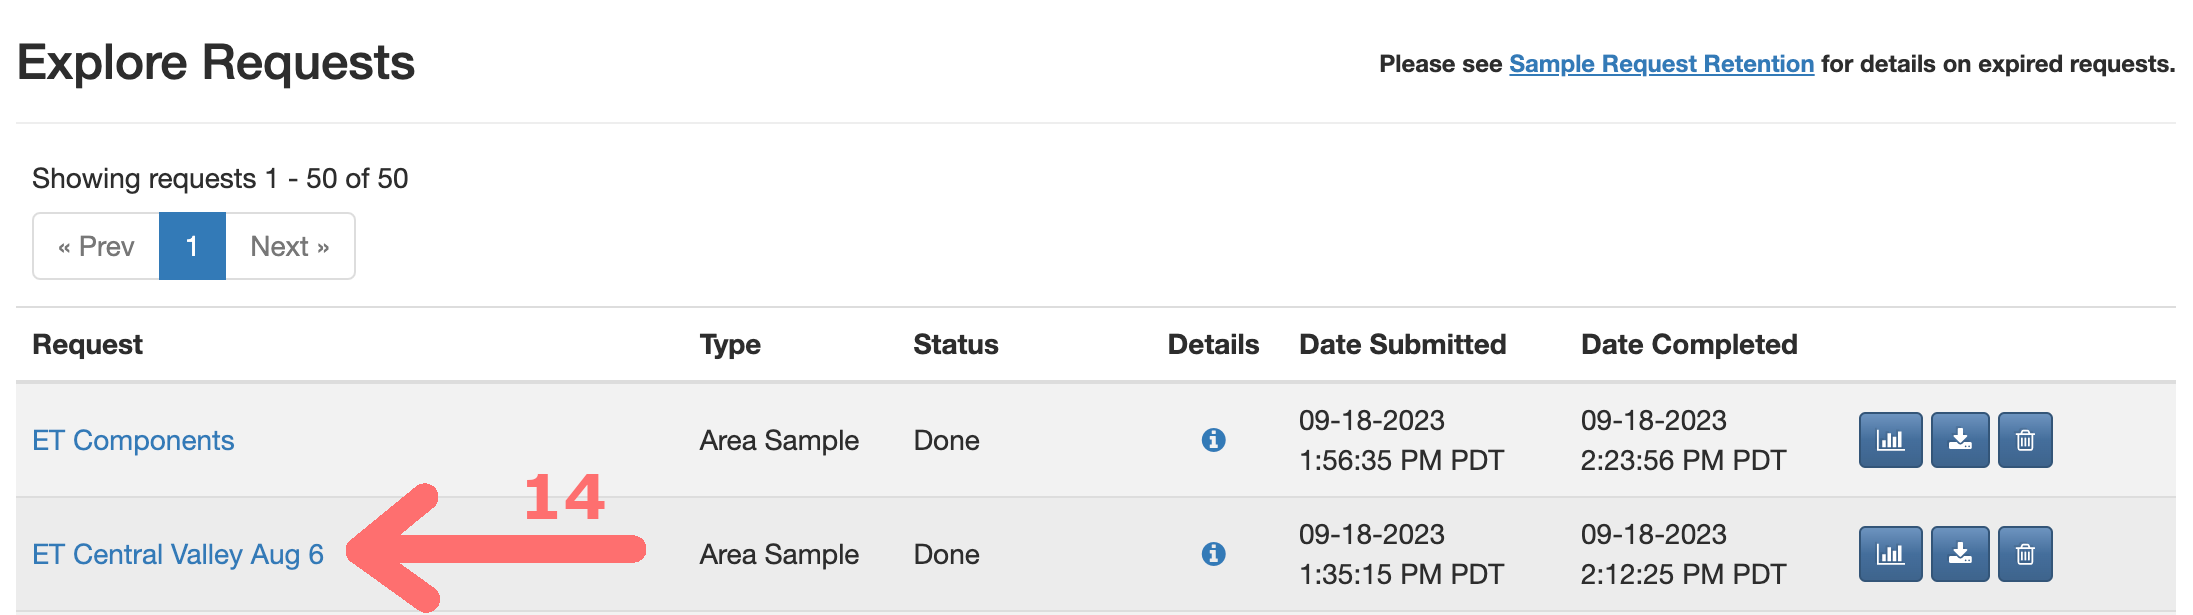 Explore Requests
Please see Sample Request Retention for details on expired requests.
Showing requests 1 - 50 of 50
« Prev 1 Next »
Request Type Status Details Date Submitted Date Completed
ET Components Area Sample Done 09-18-2023 1:56:35 PM PDT 09-18-2023 2:23:56 PM PDT
14
ET Central Valley Aug 6 Area Sample Done 09-18-2023 1:35:15 PM PDT 09-18-2023 2:12:25 PM PDT